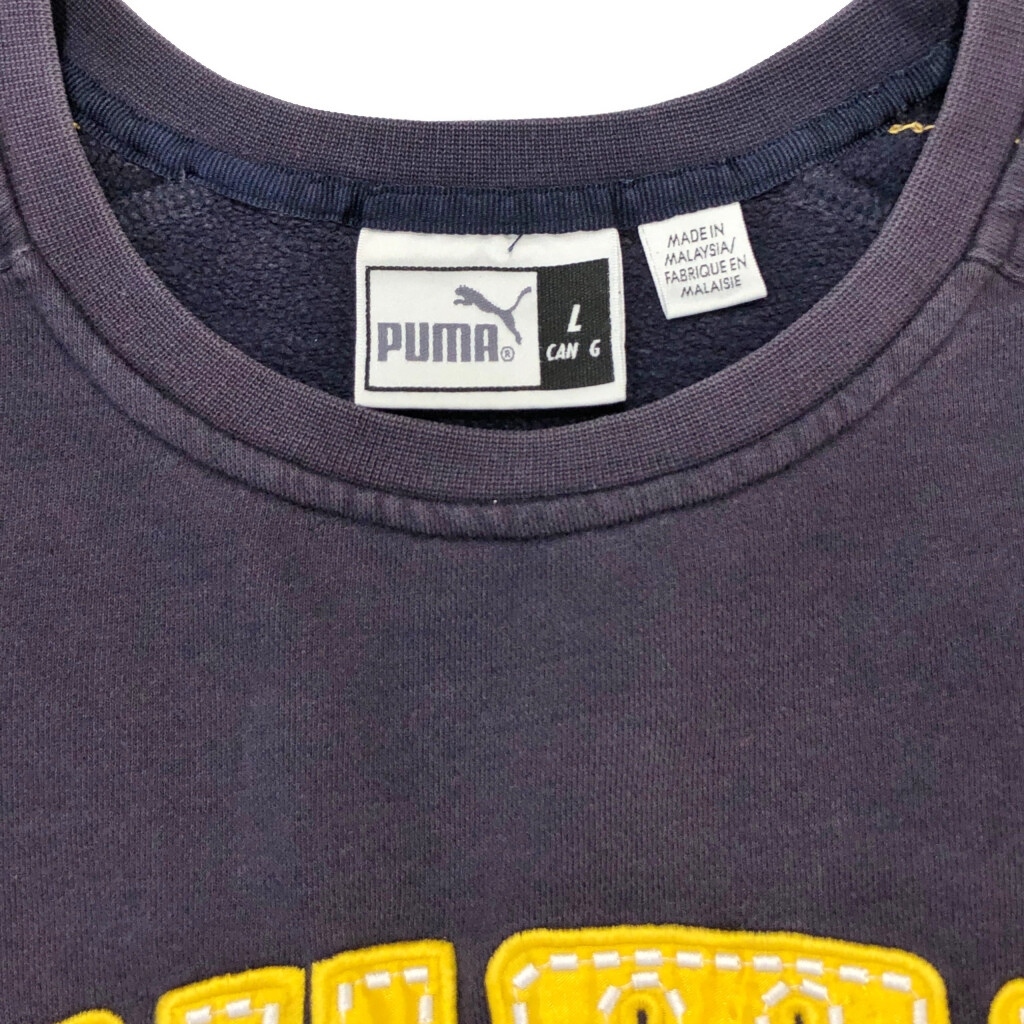 PUMA®
L
CAN G
MADE IN
MALAYSIA/
FABRIQUE EN
MALAISIE